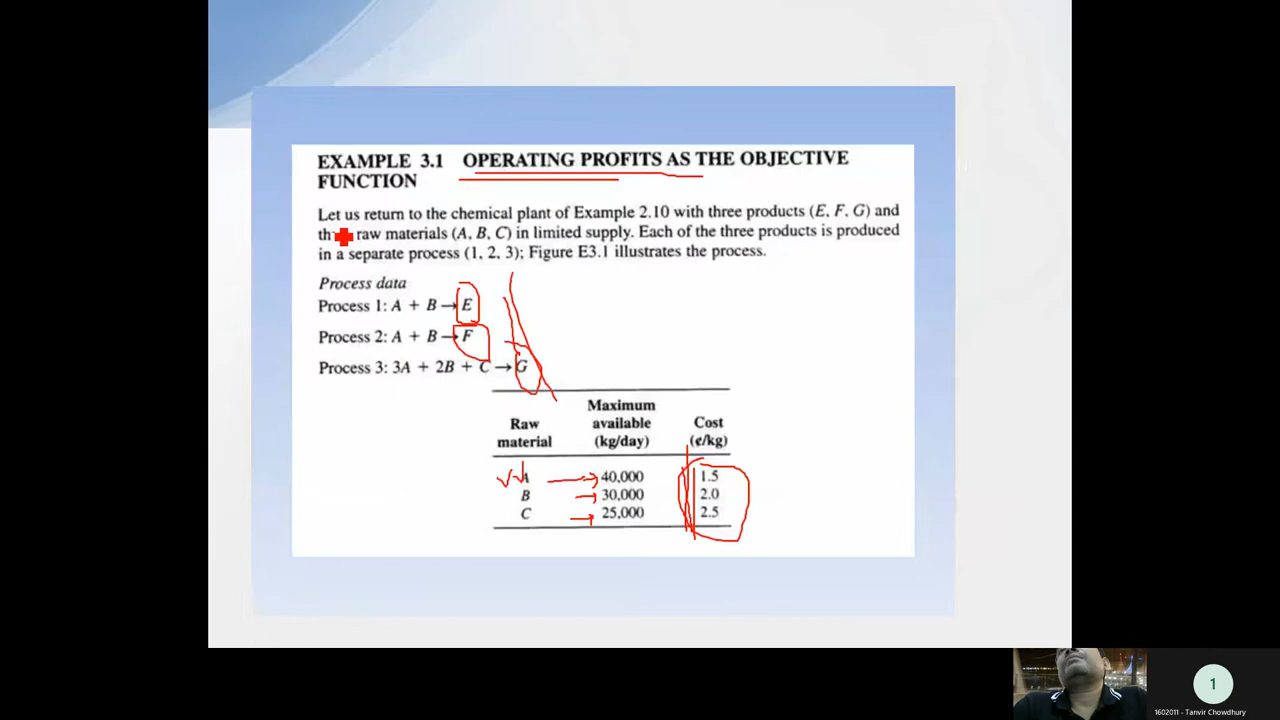 EXAMPLE 3.1 OPERATING PROFITS AS THE OBJECTIVE
FUNCTION
Let us return to the chemical plant of Example 2.10 with three products (E, F, G) and
raw materials (A, B, C) in limited supply. Each of the three products is produced
in a separate process (1, 2, 3); Figure E3.1 illustrates the process.
Process data
Process 1: A + B → E
Process 2: A + B → F
Process 3: 3A + 2B + C → G
Raw material Maximum available (kg/day) Cost (¢/kg)
A 40,000 1.5
B 30,000 2.0
C 25,000 2.5
1
1602011 - Tanvir Chowdhury